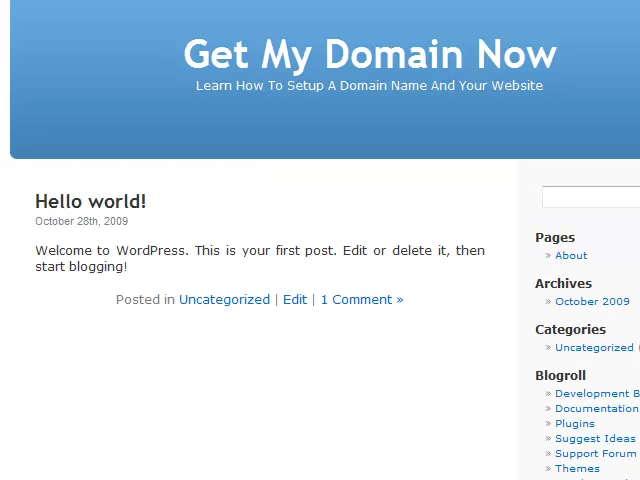 Get My Domain Now
Learn How To Setup A Domain Name And Your Website
Hello world!
October 28th, 2009
Welcome to WordPress. This is your first post. Edit or delete it, then
start blogging!
Posted in Uncategorized | Edit | 1 Comment »
Pages
» About
Archives
» October 2009
Categories
» Uncategorized (
Blogroll
» Development B
» Documentation
» Plugins
» Suggest Ideas
» Support Forum
» Themes